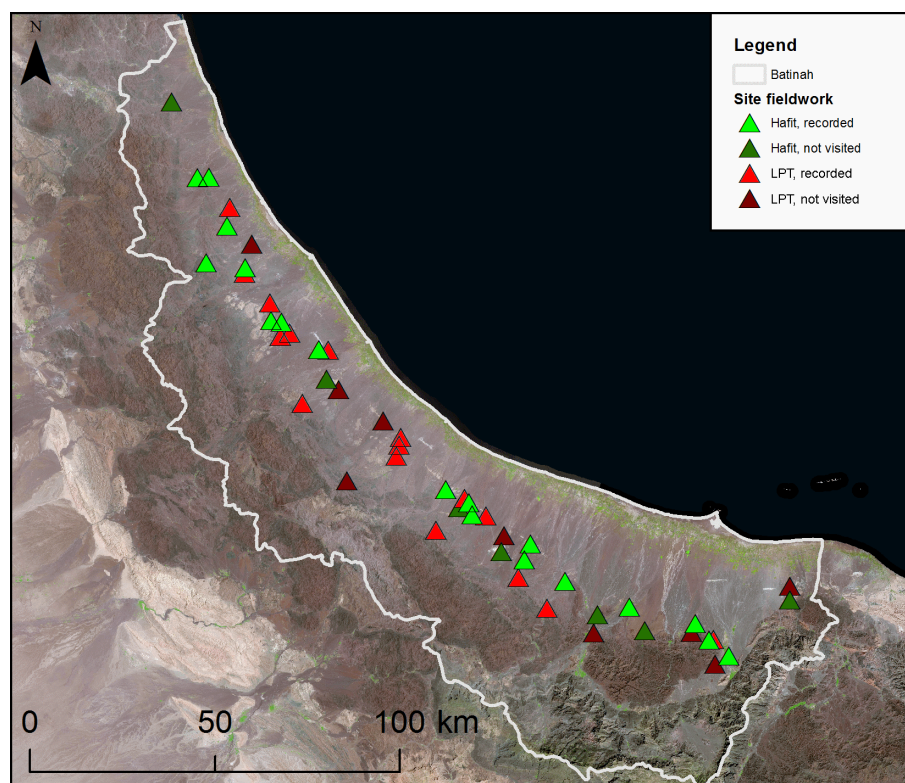 N
Legend
Batinah
Site fieldwork
Hafit, recorded
Hafit, not visited
LPT, recorded
LPT, not visited
0 50 100 km